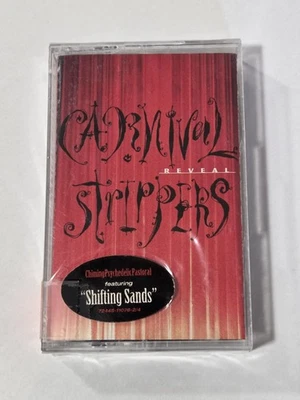 CARNIVAL
REVEAL
STRIPPERS
ChimingPsychedelicPastoral
featuring
"Shifting Sands"